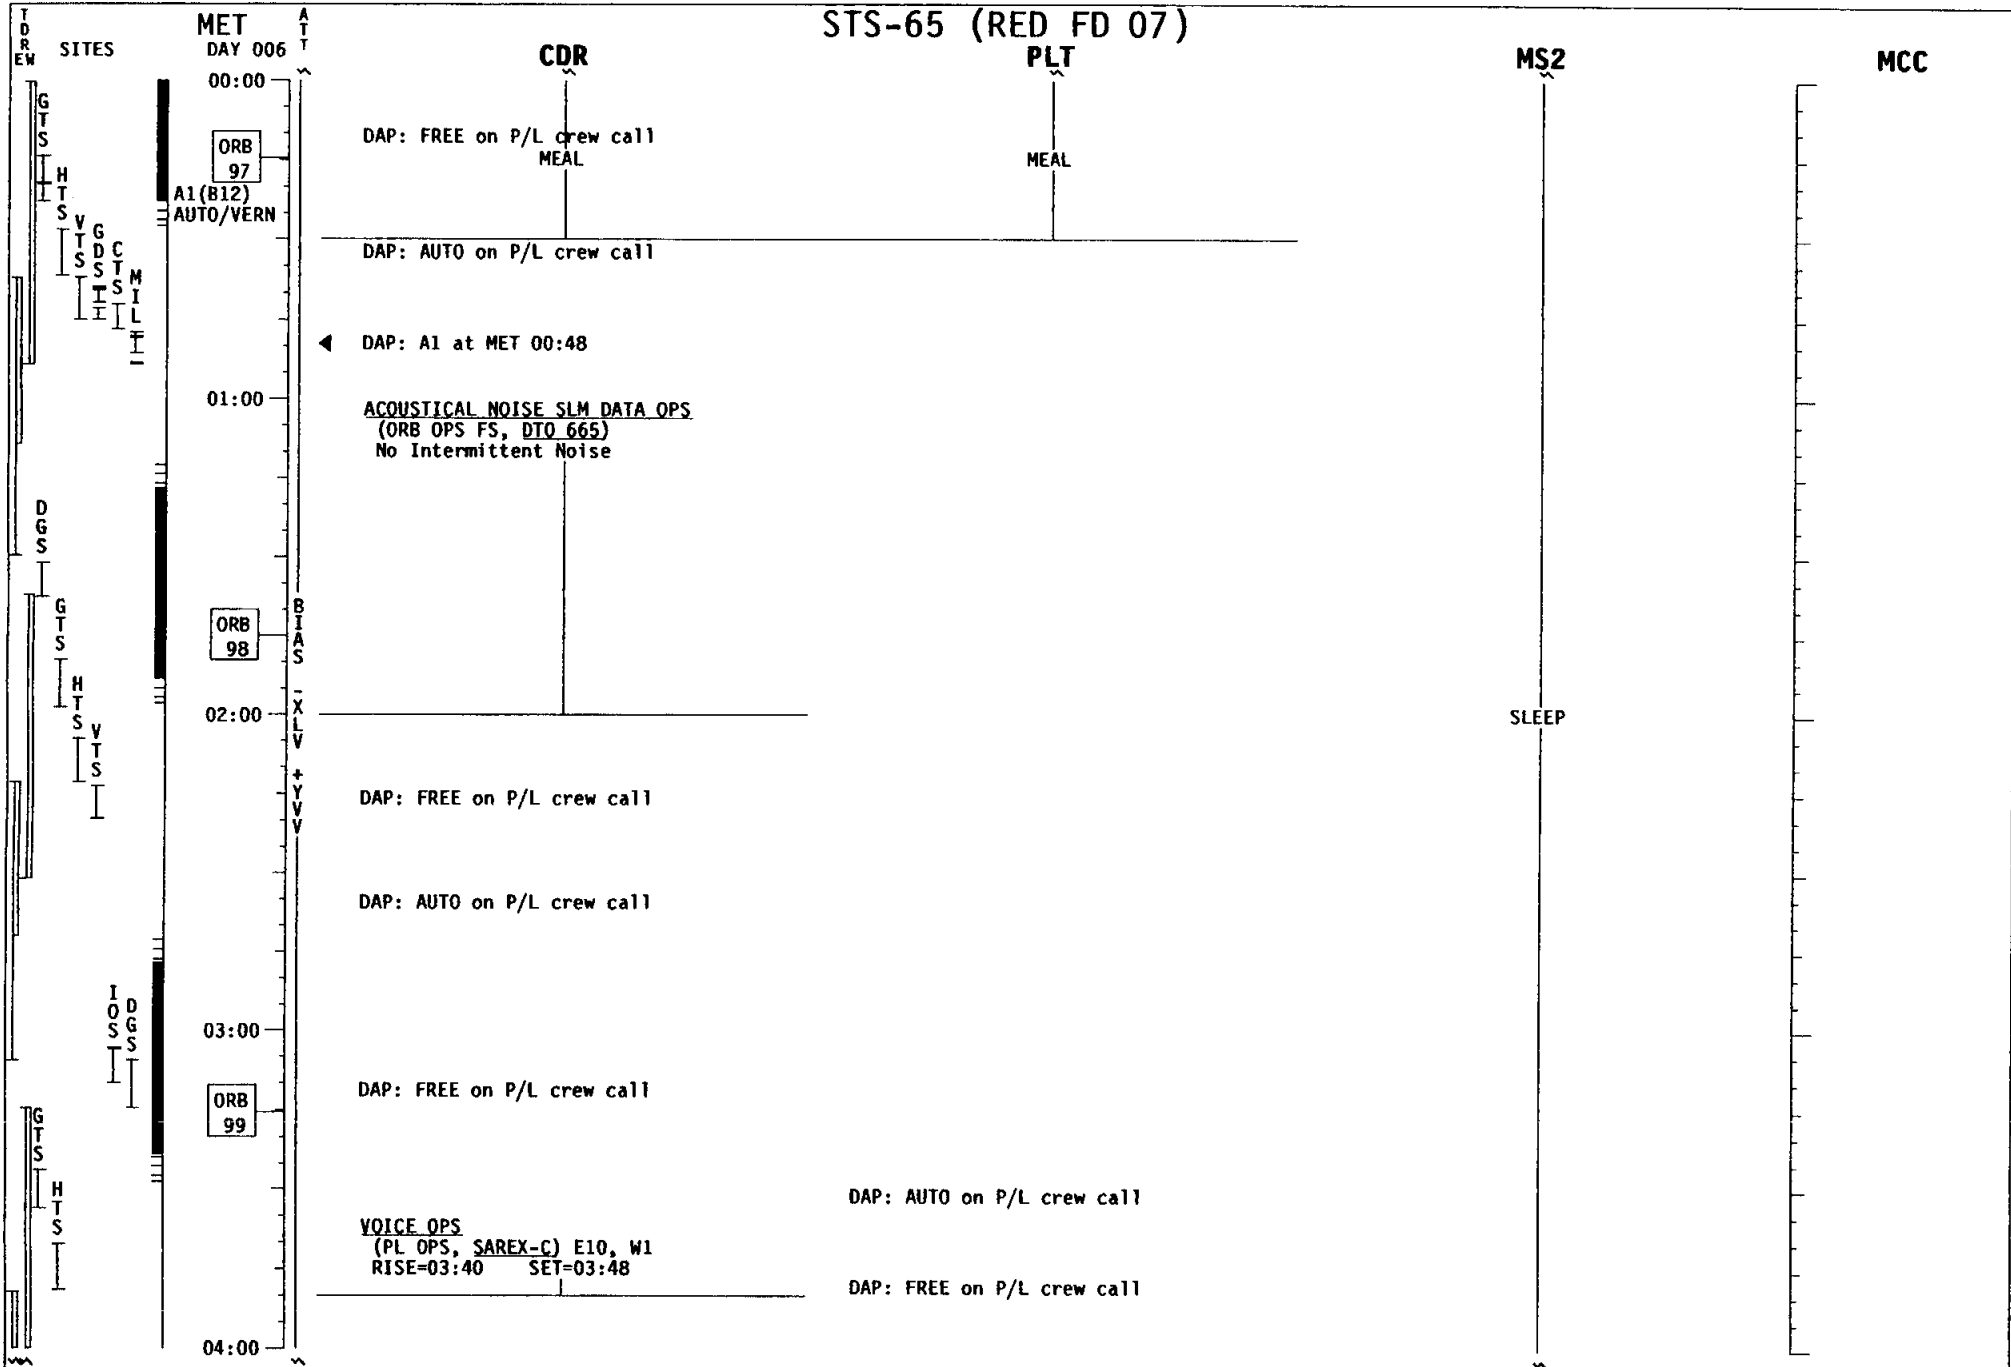 STS-65 (RED FD 07)
TDREW SITES MET DAY 006 ATT CDR PLT MS2 MCC
00:00
GTS
DAP: FREE on P/L crew call
ORB 97
MEAL MEAL
HTS
A1(B12)
AUTO/VERN
VTS
GDS
CTS
MIL
DAP: AUTO on P/L crew call
DAP: A1 at MET 00:48
01:00
ACOUSTICAL NOISE SLM DATA OPS
(ORB OPS FS, DTO 665)
No Intermittent Noise
DGS
GTS
ORB 98
BIAS -XLV +YVV
HTS
02:00
SLEEP
VTS
DAP: FREE on P/L crew call
DAP: AUTO on P/L crew call
IOS
DGS
03:00
DAP: FREE on P/L crew call
ORB 99
GTS
HTS
DAP: AUTO on P/L crew call
VOICE OPS
(PL OPS, SAREX-C) E10, W1
RISE=03:40 SET=03:48
DAP: FREE on P/L crew call
04:00